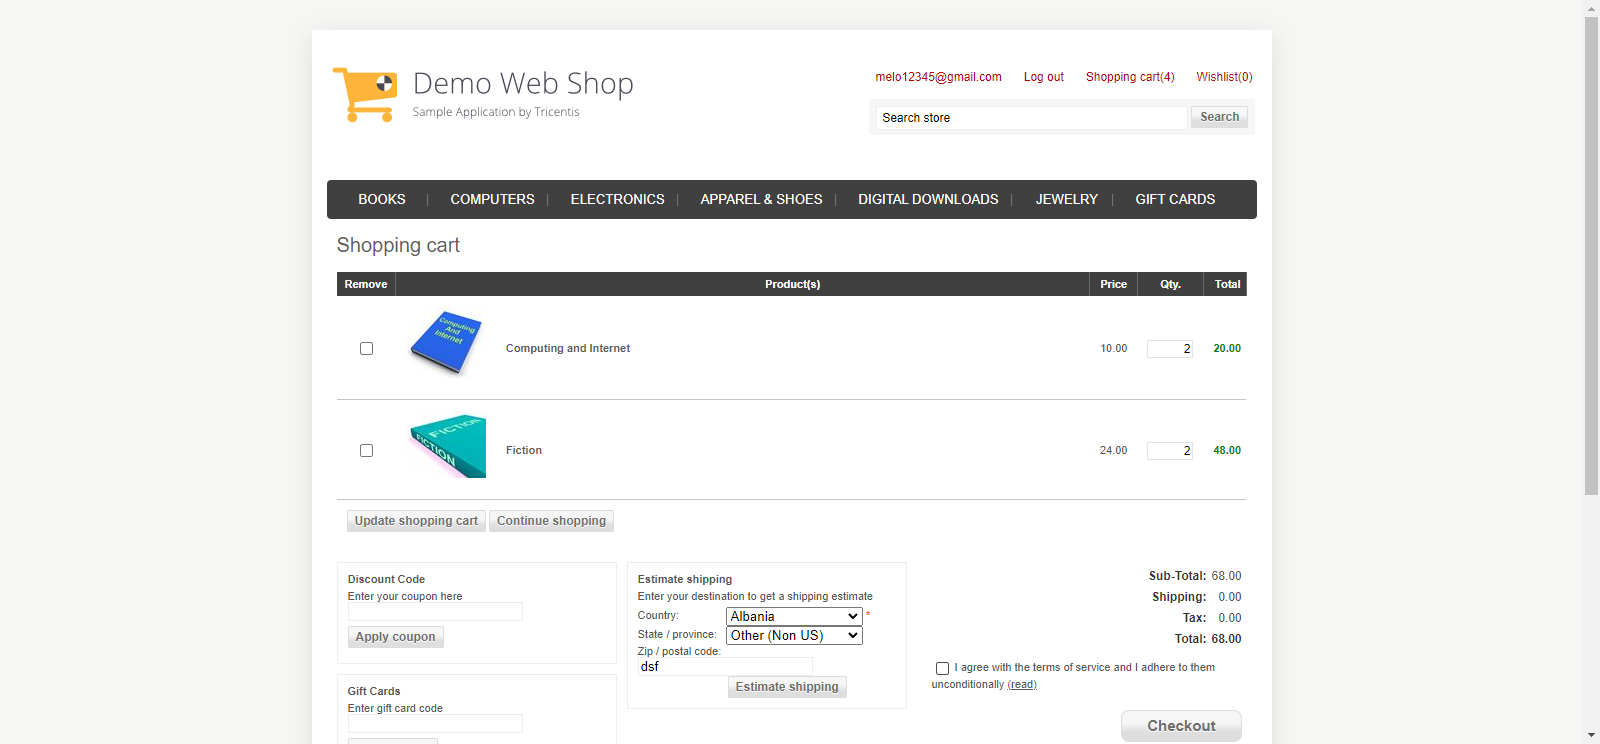 Demo Web Shop
Sample Application by Tricentis
melo12345@gmail.com Log out Shopping cart(4) Wishlist(0)
Search store Search
BOOKS COMPUTERS ELECTRONICS APPAREL & SHOES DIGITAL DOWNLOADS JEWELRY GIFT CARDS
Shopping cart
Remove Product(s) Price Qty. Total
Computing
And
Internet
Computing and Internet 10.00 2 20.00
FICTION
FICTION
Fiction 24.00 2 48.00
Update shopping cart Continue shopping
Discount Code
Enter your coupon here
Apply coupon
Gift Cards
Enter gift card code
Estimate shipping
Enter your destination to get a shipping estimate
Country: Albania *
State / province: Other (Non US)
Zip / postal code:
dsf
Estimate shipping
Sub-Total: 68.00
Shipping: 0.00
Tax: 0.00
Total: 68.00
I agree with the terms of service and I adhere to them
unconditionally (read)
Checkout